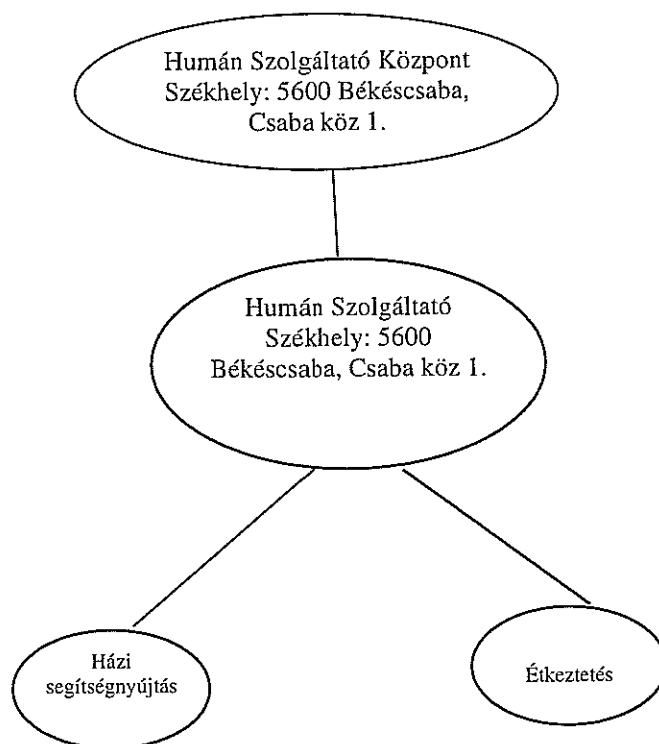 Humán Szolgáltató Központ
Székhely: 5600 Békéscsaba,
Csaba köz 1.
Humán Szolgáltató
Székhely: 5600
Békéscsaba, Csaba köz 1.
Házi
segítségnyújtás
Étkeztetés